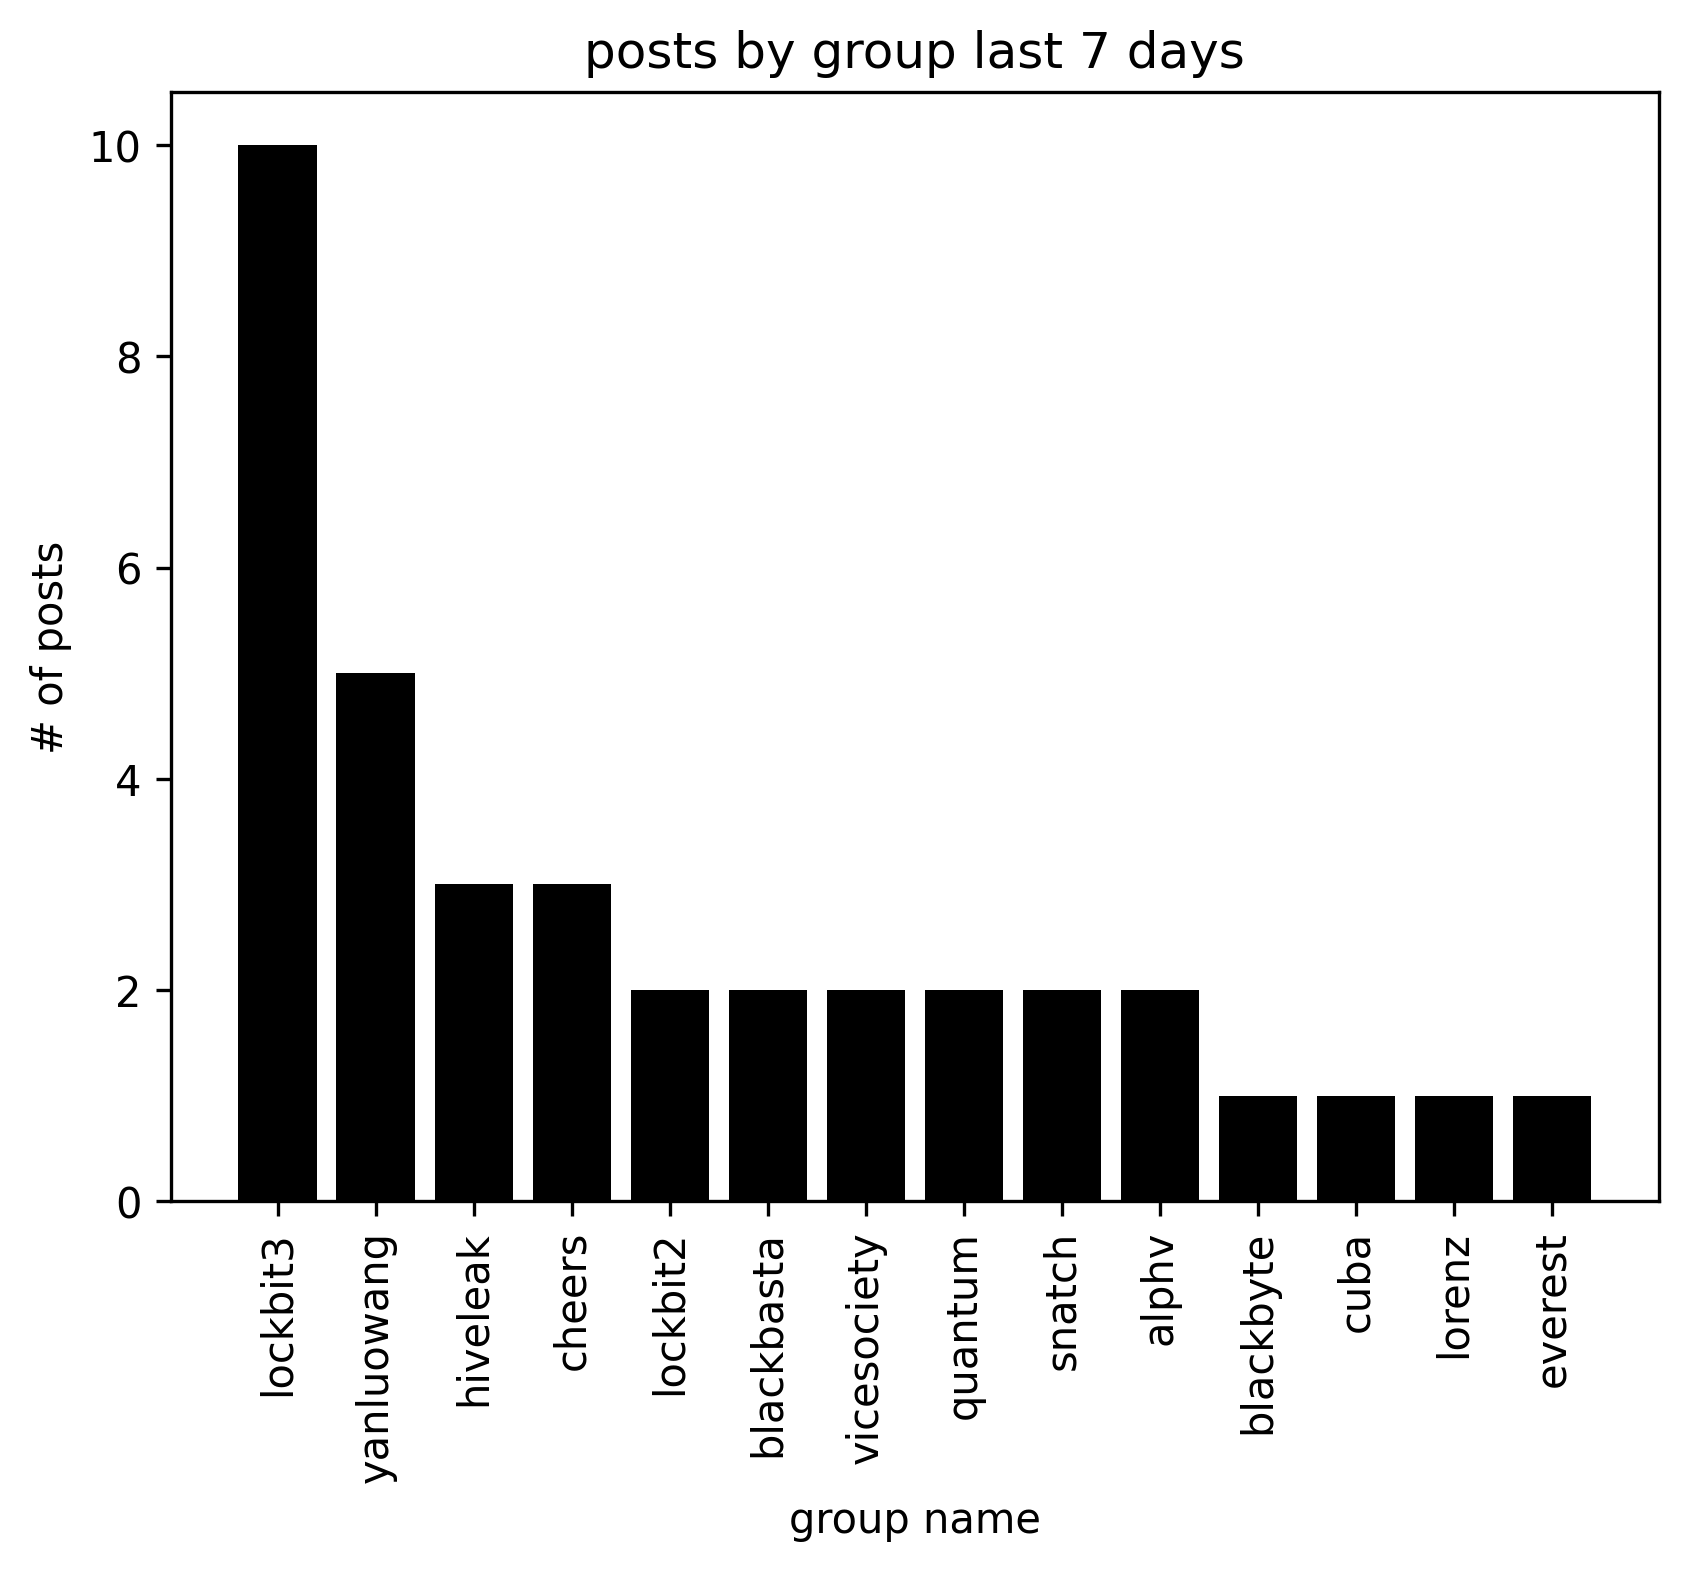 posts by group last 7 days
10
8
6
4
2
0
# of posts
lockbit3
yanluowang
hiveleak
cheers
lockbit2
blackbasta
vicesociety
quantum
snatch
alphv
blackbyte
cuba
lorenz
everest
group name